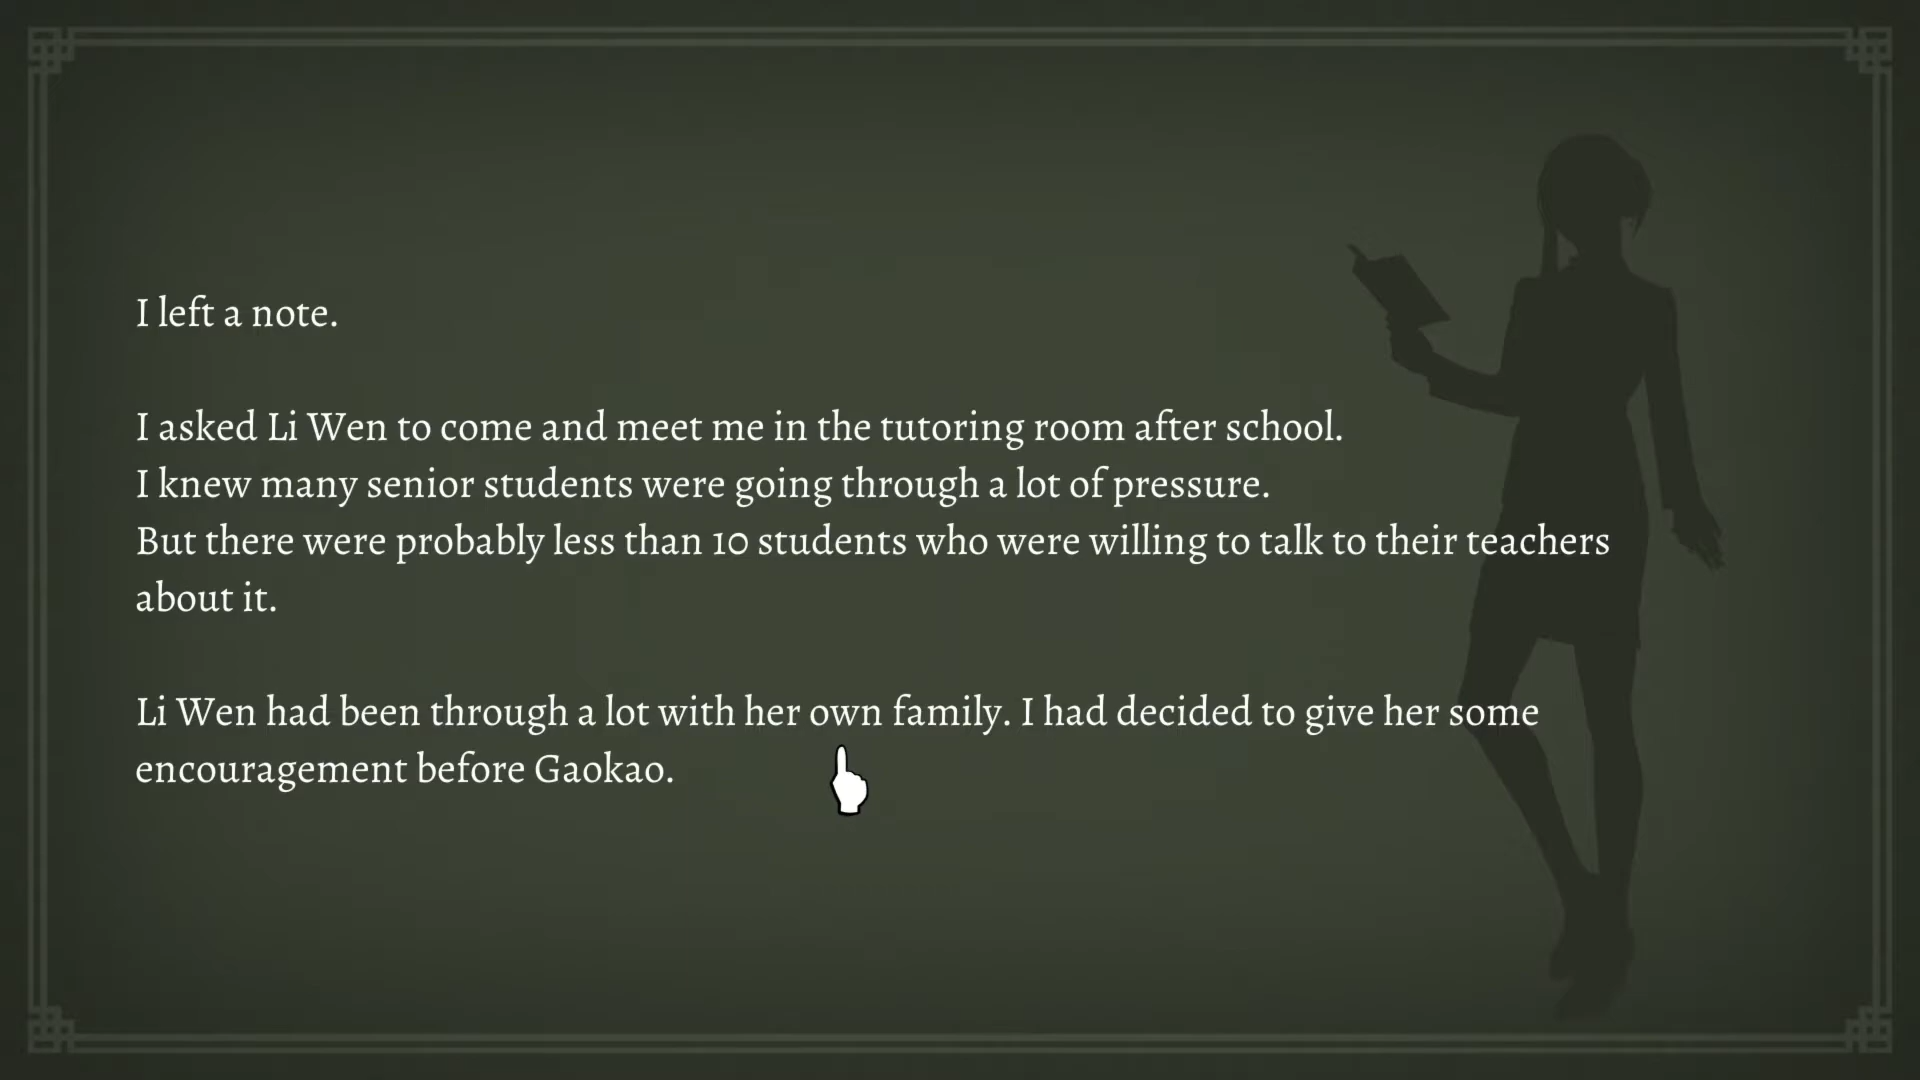 I left a note.
I asked Li Wen to come and meet me in the tutoring room after school.
I knew many senior students were going through a lot of pressure.
But there were probably less than 10 students who were willing to talk to their teachers
about it.
Li Wen had been through a lot with her own family. I had decided to give her some
encouragement before Gaokao.